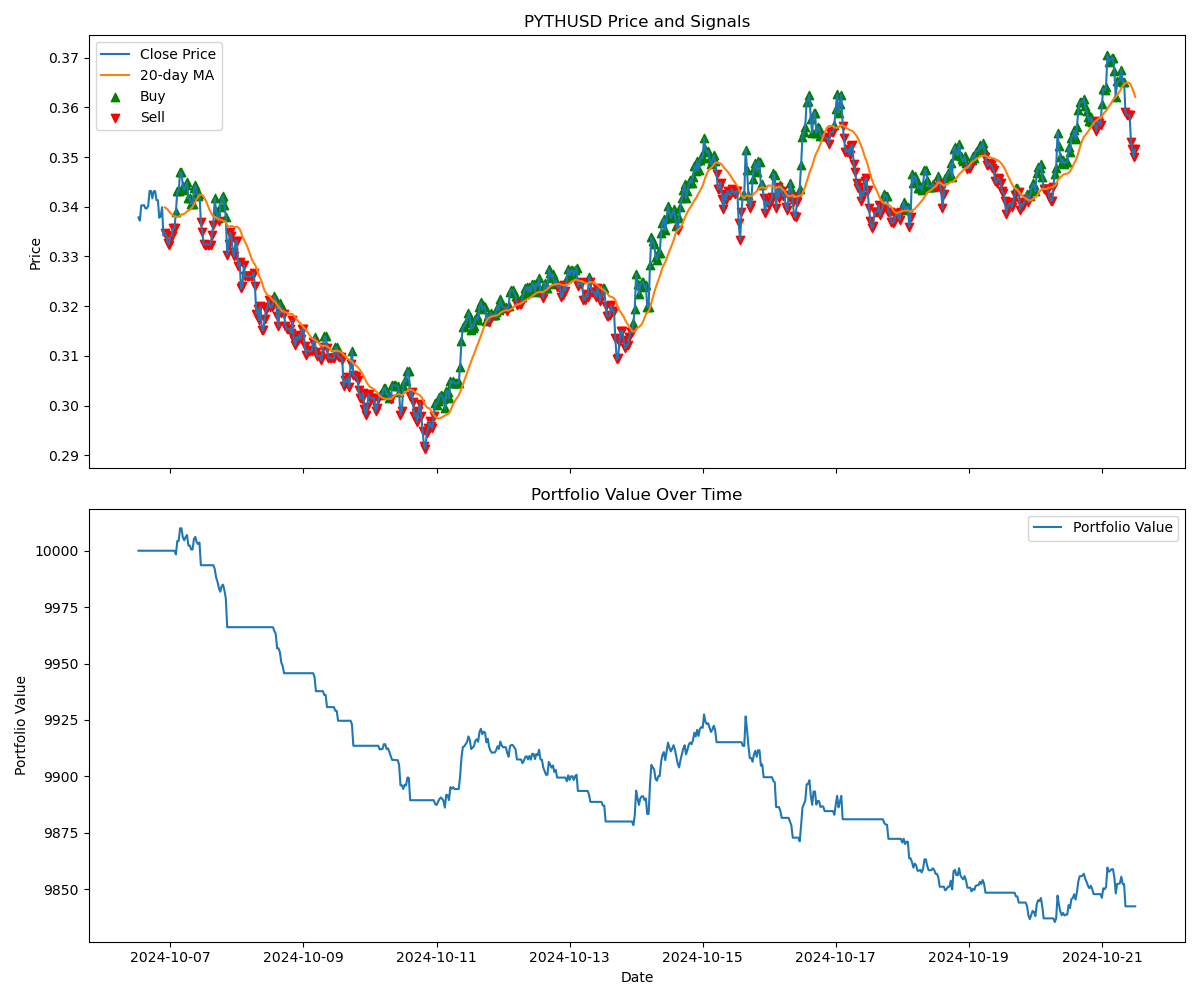 PYTHUSD Price and Signals
Close Price
20-day MA
Buy
Sell
Price
0.37
0.36
0.35
0.34
0.33
0.32
0.31
0.30
0.29
Portfolio Value Over Time
Portfolio Value
Portfolio Value
10000
9975
9950
9925
9900
9875
9850
2024-10-07 2024-10-09 2024-10-11 2024-10-13 2024-10-15 2024-10-17 2024-10-19 2024-10-21
Date